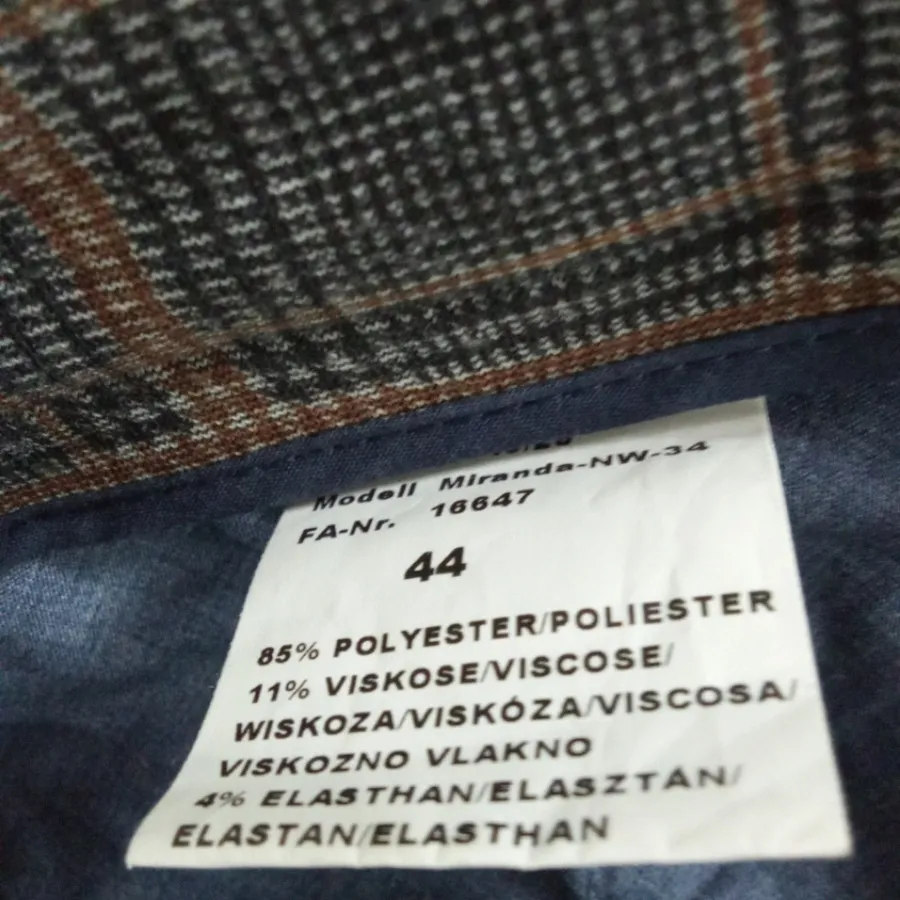 Modell Miranda-NW-34
FA-Nr. 16647
44
85% POLYESTER/POLIESTER
11% VISKOSE/VISCOSE/
WISKOZA/VISKÓZA/VISCOSA/
VISKOZNO VLAKNO
4% ELASTHAN/ELASZTÁN/
ELASTAN/ELASTHAN